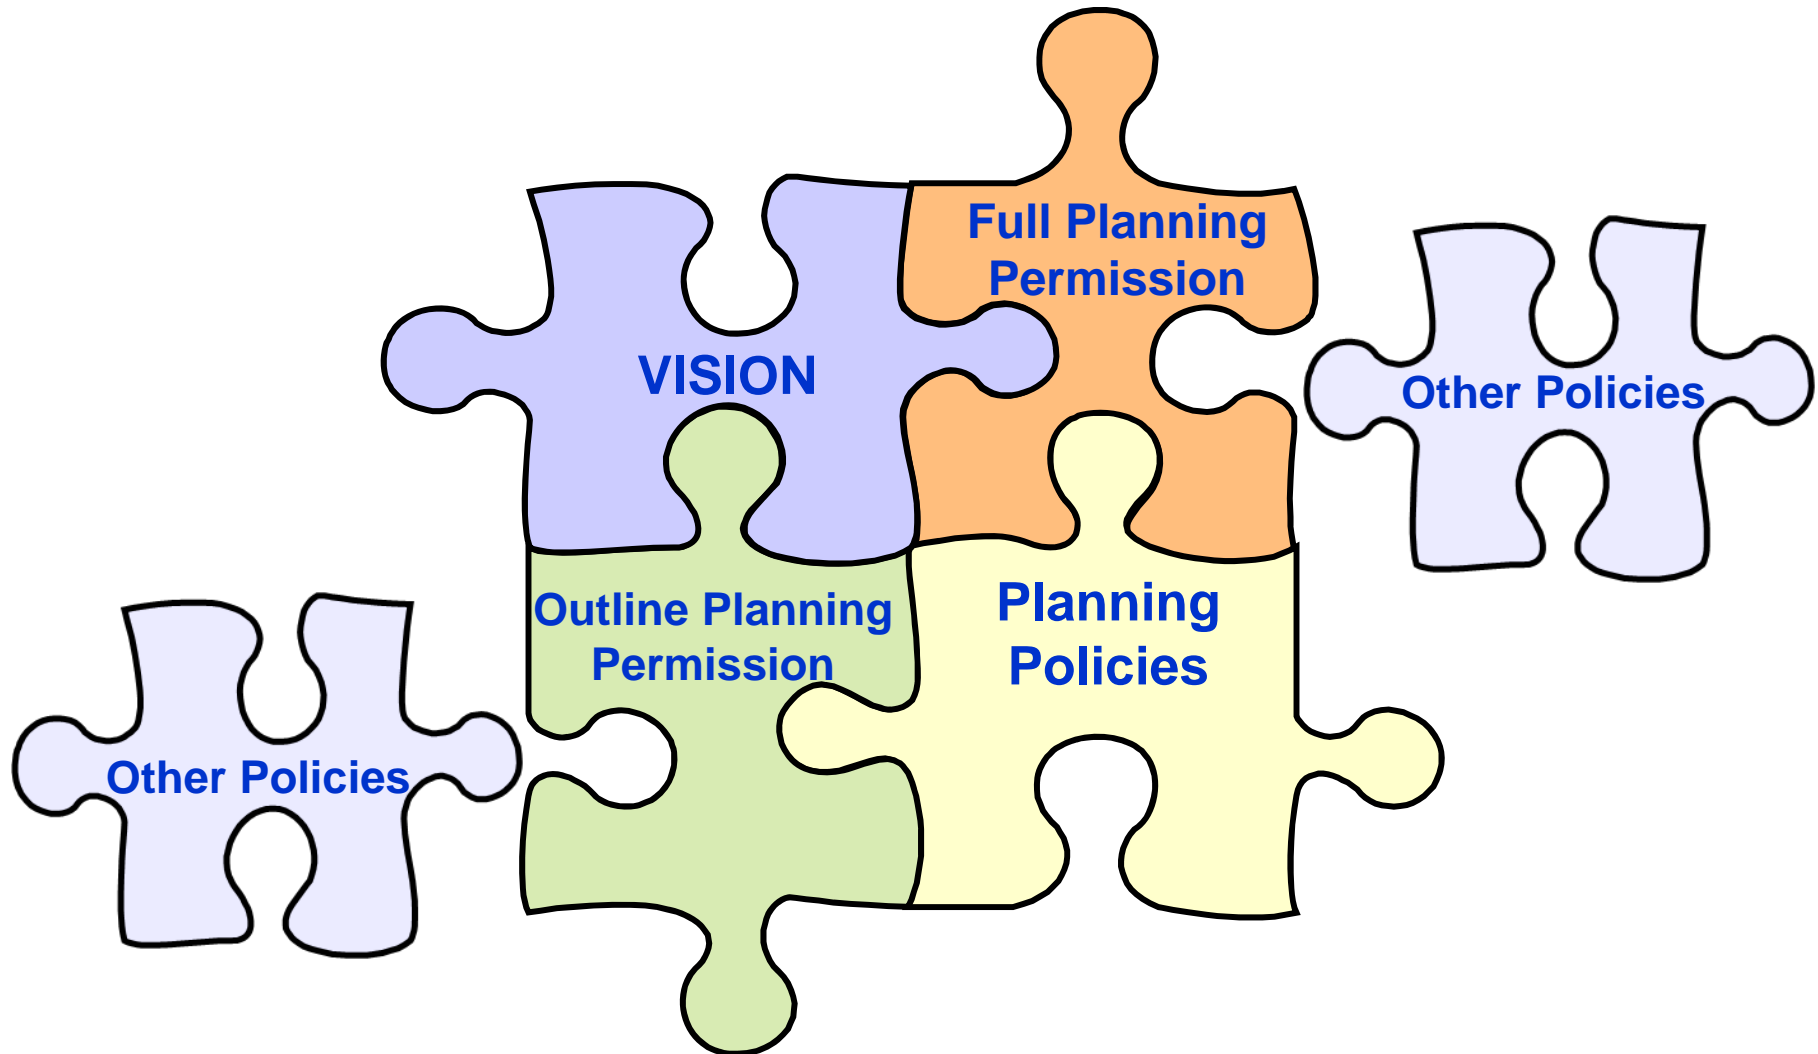 Full Planning
Permission
VISION
Other Policies
Outline Planning
Permission
Planning
Policies
Other Policies